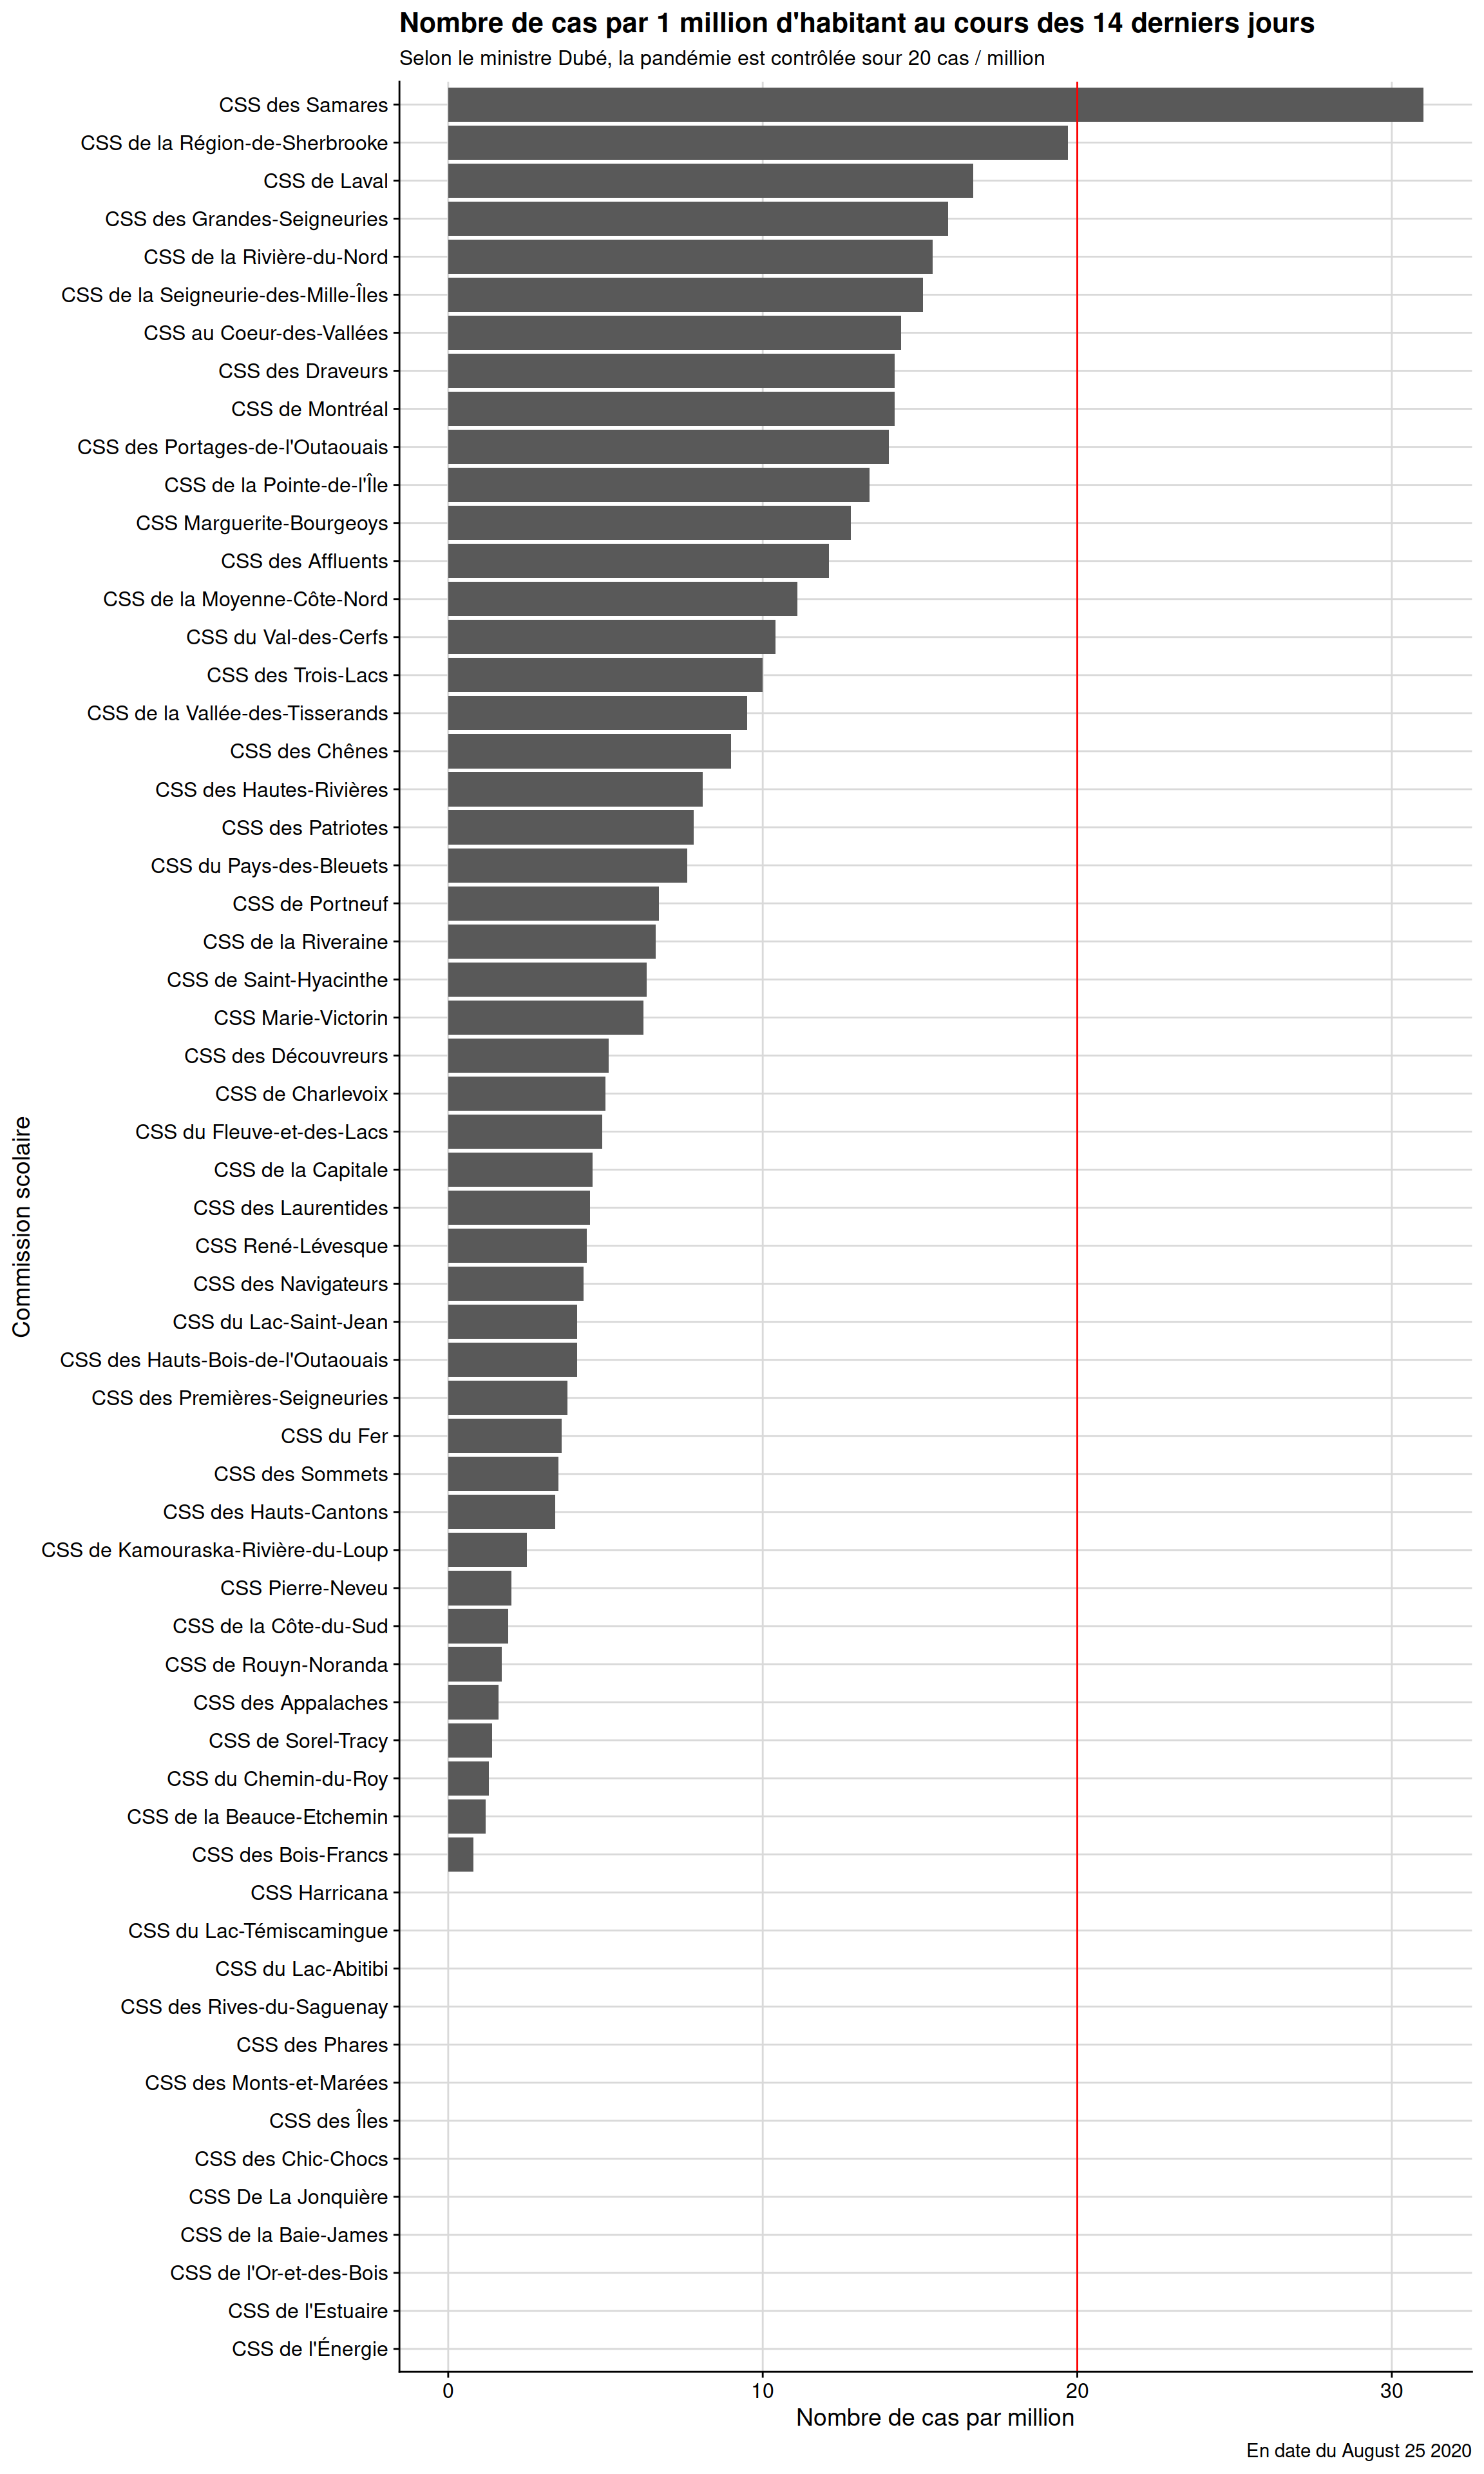 Nombre de cas par 1 million d'habitant au cours des 14 derniers jours
Selon le ministre Dubé, la pandémie est contrôlée sour 20 cas / million
CSS des Samares
CSS de la Région-de-Sherbrooke
CSS de Laval
CSS des Grandes-Seigneuries
CSS de la Rivière-du-Nord
CSS de la Seigneurie-des-Mille-Îles
CSS au Coeur-des-Vallées
CSS des Draveurs
CSS de Montréal
CSS des Portages-de-l'Outaouais
CSS de la Pointe-de-l'Île
CSS Marguerite-Bourgeoys
CSS des Affluents
CSS de la Moyenne-Côte-Nord
CSS du Val-des-Cerfs
CSS des Trois-Lacs
CSS de la Vallée-des-Tisserands
CSS des Chênes
CSS des Hautes-Rivières
CSS des Patriotes
CSS du Pays-des-Bleuets
CSS de Portneuf
CSS de la Riveraine
CSS de Saint-Hyacinthe
CSS Marie-Victorin
CSS des Découvreurs
CSS de Charlevoix
CSS du Fleuve-et-des-Lacs
CSS de la Capitale
CSS des Laurentides
CSS René-Lévesque
CSS des Navigateurs
CSS du Lac-Saint-Jean
CSS des Hauts-Bois-de-l'Outaouais
CSS des Premières-Seigneuries
CSS du Fer
CSS des Sommets
CSS des Hauts-Cantons
CSS de Kamouraska-Rivière-du-Loup
CSS Pierre-Neveu
CSS de la Côte-du-Sud
CSS de Rouyn-Noranda
CSS des Appalaches
CSS de Sorel-Tracy
CSS du Chemin-du-Roy
CSS de la Beauce-Etchemin
CSS des Bois-Francs
CSS Harricana
CSS du Lac-Témiscamingue
CSS du Lac-Abitibi
CSS des Rives-du-Saguenay
CSS des Phares
CSS des Monts-et-Marées
CSS des Îles
CSS des Chic-Chocs
CSS De La Jonquière
CSS de la Baie-James
CSS de l'Or-et-des-Bois
CSS de l'Estuaire
CSS de l'Énergie
Commission scolaire
0 10 20 30
Nombre de cas par million
En date du August 25 2020